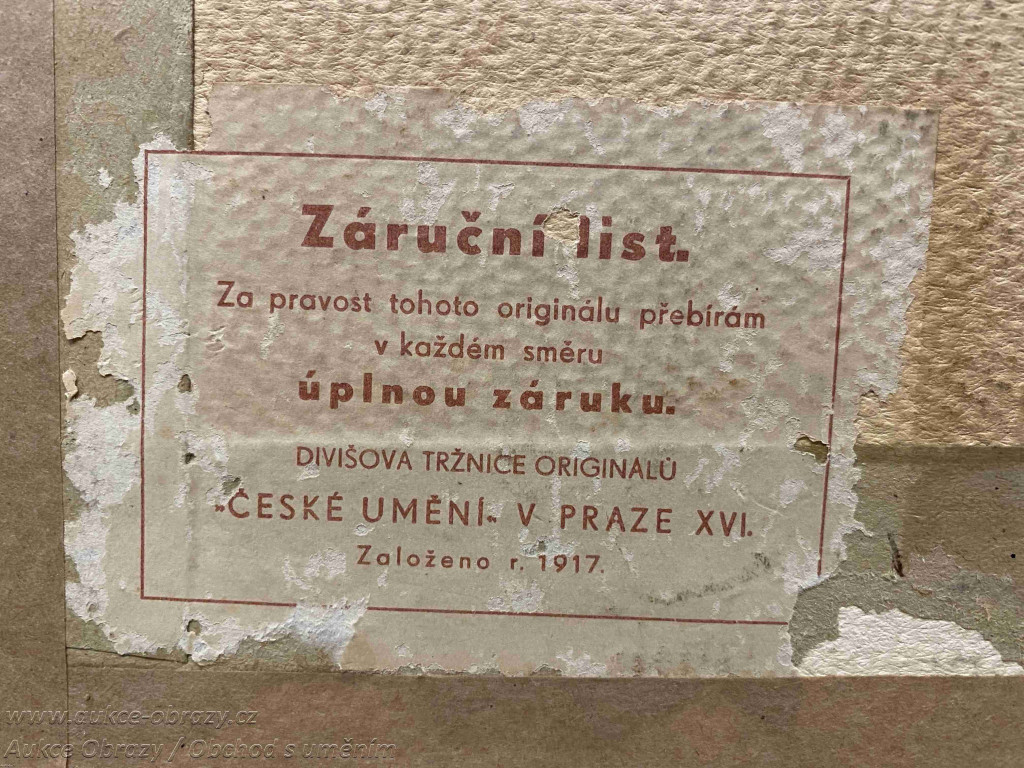 Záruční list.
Za pravost tohoto originálu přebírám
v každém směru
úplnou záruku.
DIVIŠOVA TRŽNICE ORIGINALŮ
„ČESKÉ UMĚNÍ„ V PRAZE XVI.
Založeno r. 1917.
www.aukce-obrazy.cz
Aukce Obrazy / Obchod s uměním